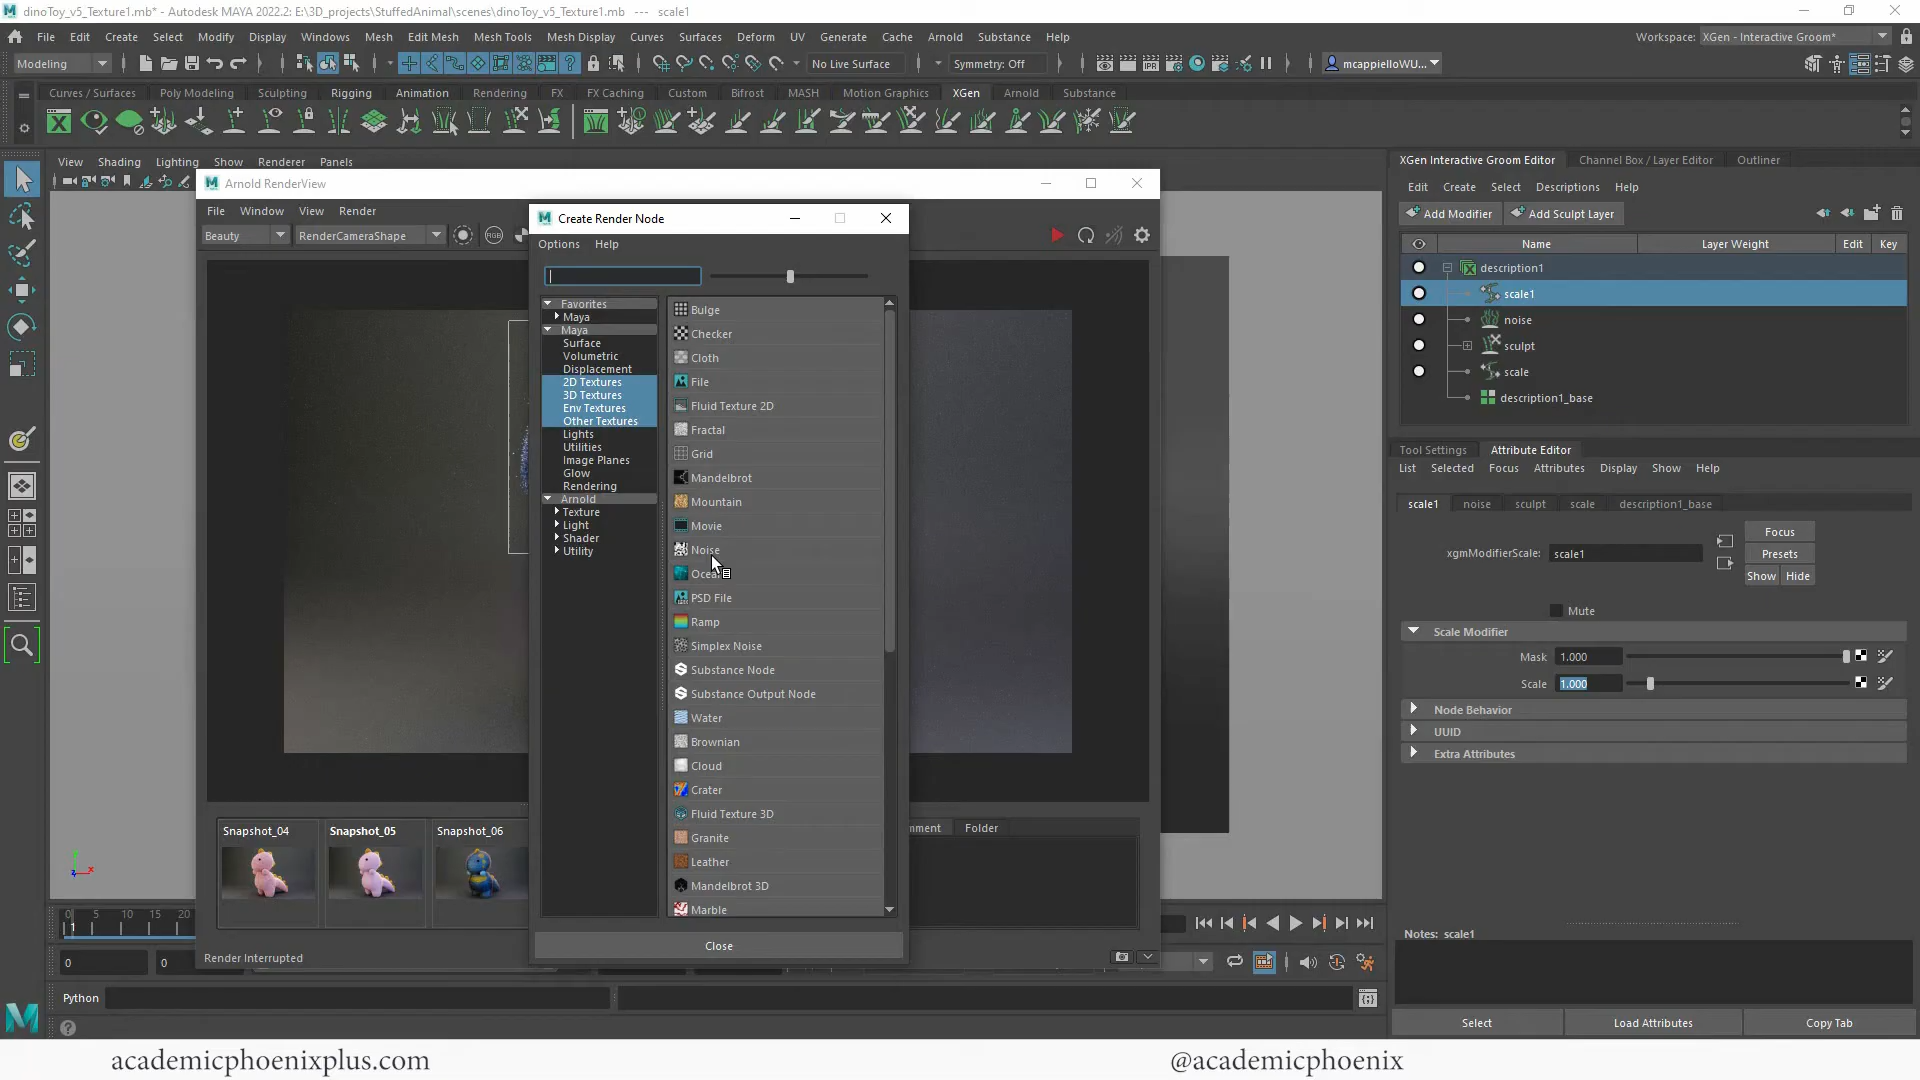 dinoToy_v5_Texture1.mb* - Autodesk MAYA 2022.2: E:\3D_projects\StuffedAnimal\scenes\dinoToy_v5_Texture1.mb --- scale1
File Edit Create Select Modify Display Windows Mesh Edit Mesh Mesh Tools Mesh Display Curves Surfaces Deform UV Generate Cache Arnold Substance Help
Workspace: XGen - Interactive Groom*
Modeling
No Live Surface
Symmetry: Off
mcappielloWU...
Curves / Surfaces Poly Modeling Sculpting Rigging Animation Rendering FX FX Caching Custom Bifrost MASH Motion Graphics XGen Arnold Substance
View Shading Lighting Show Renderer Panels
Arnold RenderView
File Window View Render
Beauty
RenderCameraShape
RGB
Create Render Node
Options Help
Favorites
Maya
Maya
Surface
Volumetric
Displacement
2D Textures
3D Textures
Env Textures
Other Textures
Lights
Utilities
Image Planes
Glow
Rendering
Arnold
Texture
Light
Shader
Utility
Bulge
Checker
Cloth
File
Fluid Texture 2D
Fractal
Grid
Mandelbrot
Mountain
Movie
Noise
PSD File
Ramp
Simplex Noise
Substance Node
Substance Output Node
Water
Brownian
Cloud
Crater
Fluid Texture 3D
Granite
Leather
Mandelbrot 3D
Marble
Close
Snapshot_04
Snapshot_05
Snapshot_06
Folder
Render Interrupted
XGen Interactive Groom Editor Channel Box / Layer Editor Outliner
Edit Create Select Descriptions Help
Add Modifier
Add Sculpt Layer
Name Layer Weight Edit Key
description1
scale1
noise
sculpt
scale
description1_base
Tool Settings Attribute Editor
List Selected Focus Attributes Display Show Help
scale1 noise sculpt scale description1_base
Focus
xgmModifierScale: scale1
Presets
Show Hide
Mute
Scale Modifier
Mask 1.000
Scale 1.000
Node Behavior
UUID
Extra Attributes
Notes: scale1
Select Load Attributes Copy Tab
0 5 10 15 20
1
0 0
Python
academicphoenixplus.com
@academicphoenix